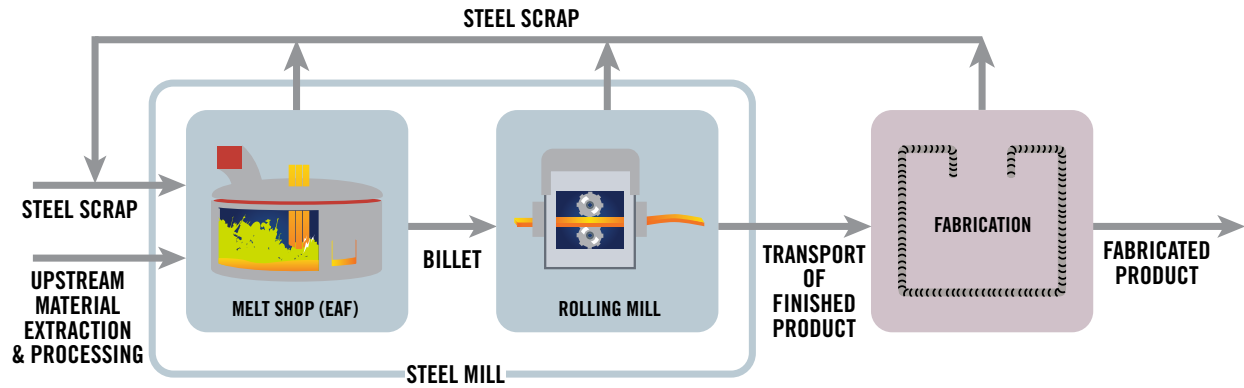 STEEL SCRAP
STEEL SCRAP
UPSTREAM
MATERIAL
EXTRACTION
& PROCESSING
MELT SHOP (EAF)
BILLET
ROLLING MILL
STEEL MILL
TRANSPORT
OF
FINISHED
PRODUCT
FABRICATION
FABRICATED
PRODUCT